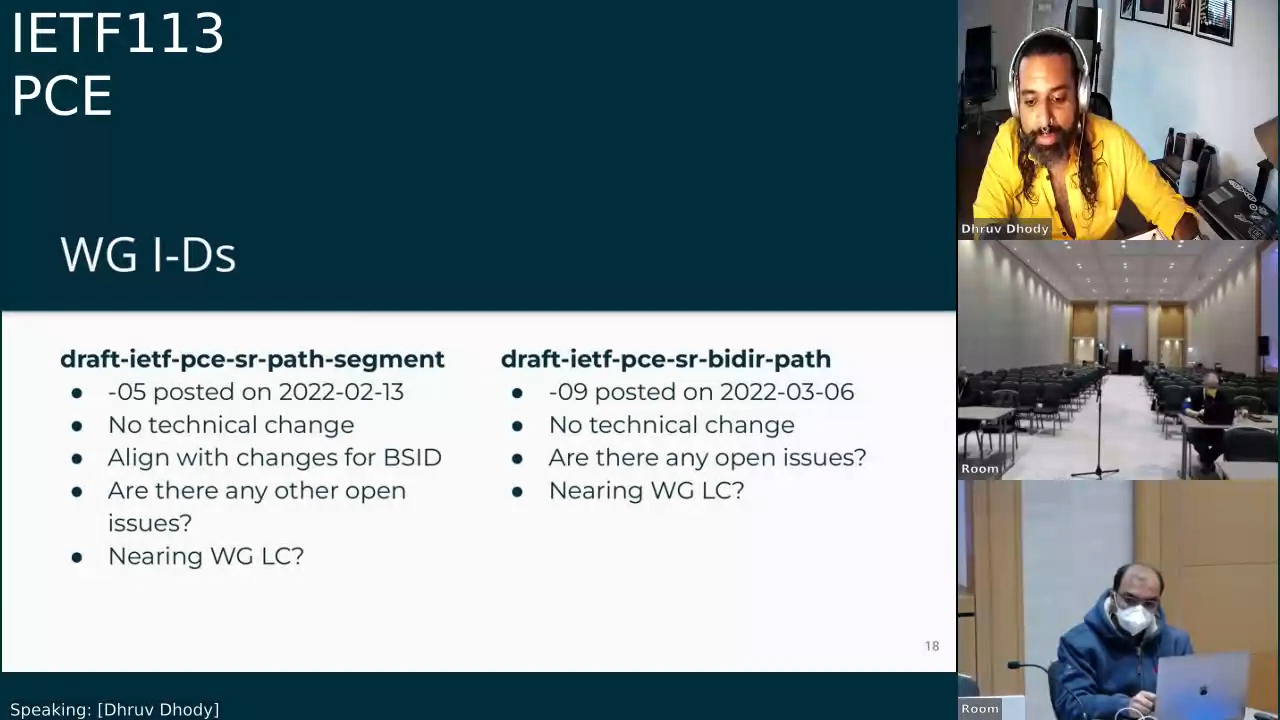 IETF113
PCE
WG I-Ds
draft-ietf-pce-sr-path-segment
● -05 posted on 2022-02-13
● No technical change
● Align with changes for BSID
● Are there any other open
issues?
● Nearing WG LC?
draft-ietf-pce-sr-bidir-path
● -09 posted on 2022-03-06
● No technical change
● Are there any open issues?
● Nearing WG LC?
18
Speaking: [Dhruv Dhody]
Dhruv Dhody
Room
Room